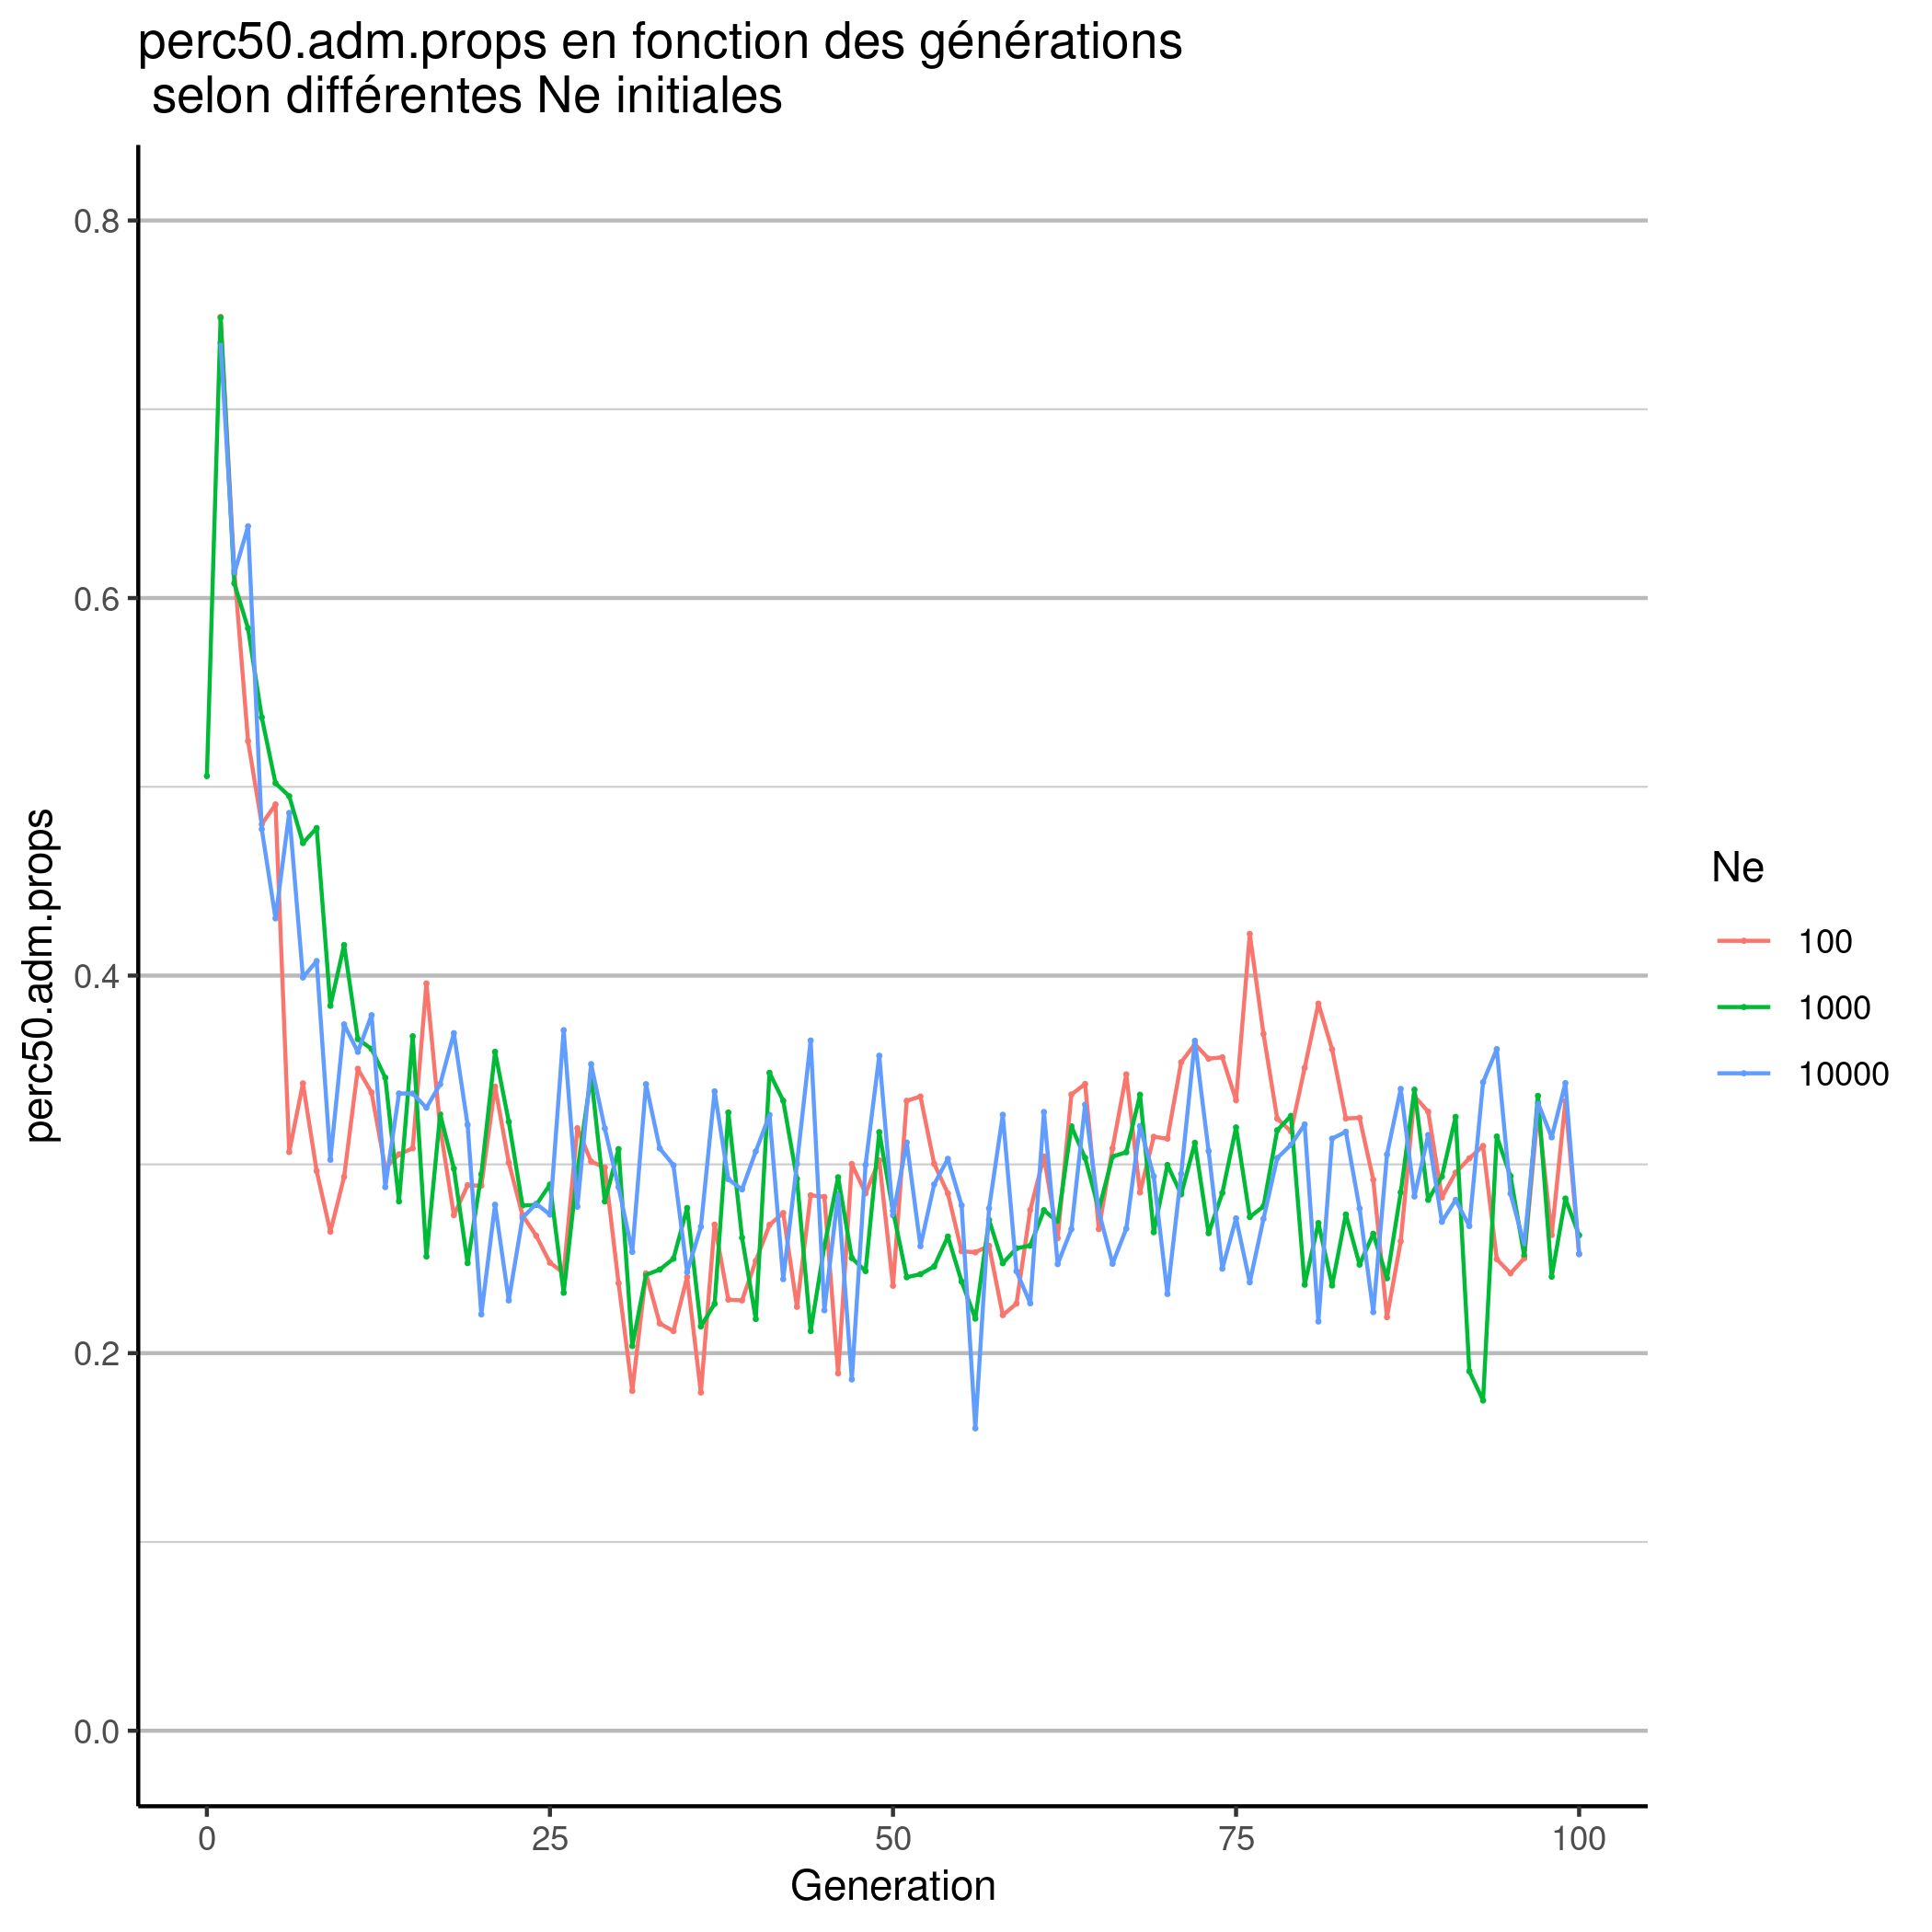 perc50.adm.props en fonction des générations
selon différentes Ne initiales
perc50.adm.props
0.8
0.6
0.4
0.2
0.0
0
25
50
75
100
Generation
Ne
100
1000
10000